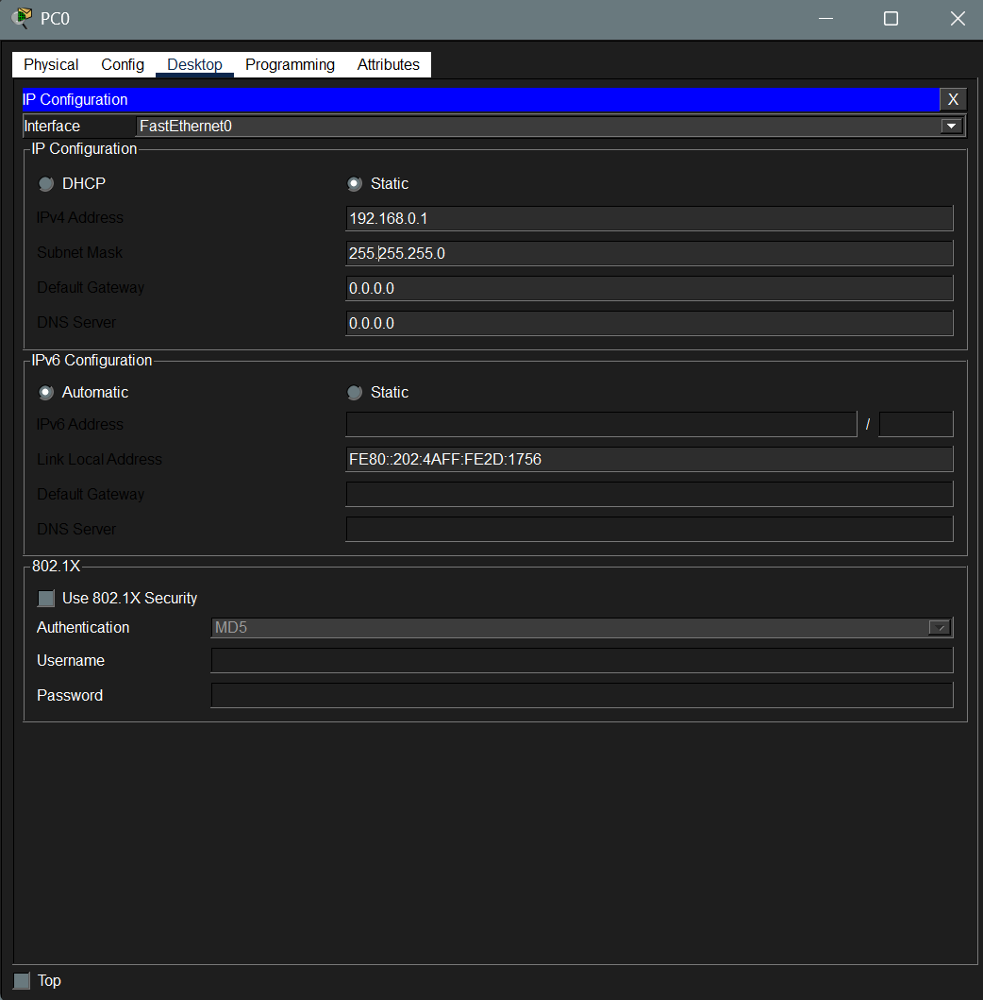 PC0
Physical Config Desktop Programming Attributes
IP Configuration X
Interface FastEthernet0
IP Configuration
DHCP Static
IPv4 Address 192.168.0.1
Subnet Mask 255.255.255.0
Default Gateway 0.0.0.0
DNS Server 0.0.0.0
IPv6 Configuration
Automatic Static
IPv6 Address /
Link Local Address FE80::202:4AFF:FE2D:1756
Default Gateway
DNS Server
802.1X
Use 802.1X Security
Authentication MD5
Username
Password
Top